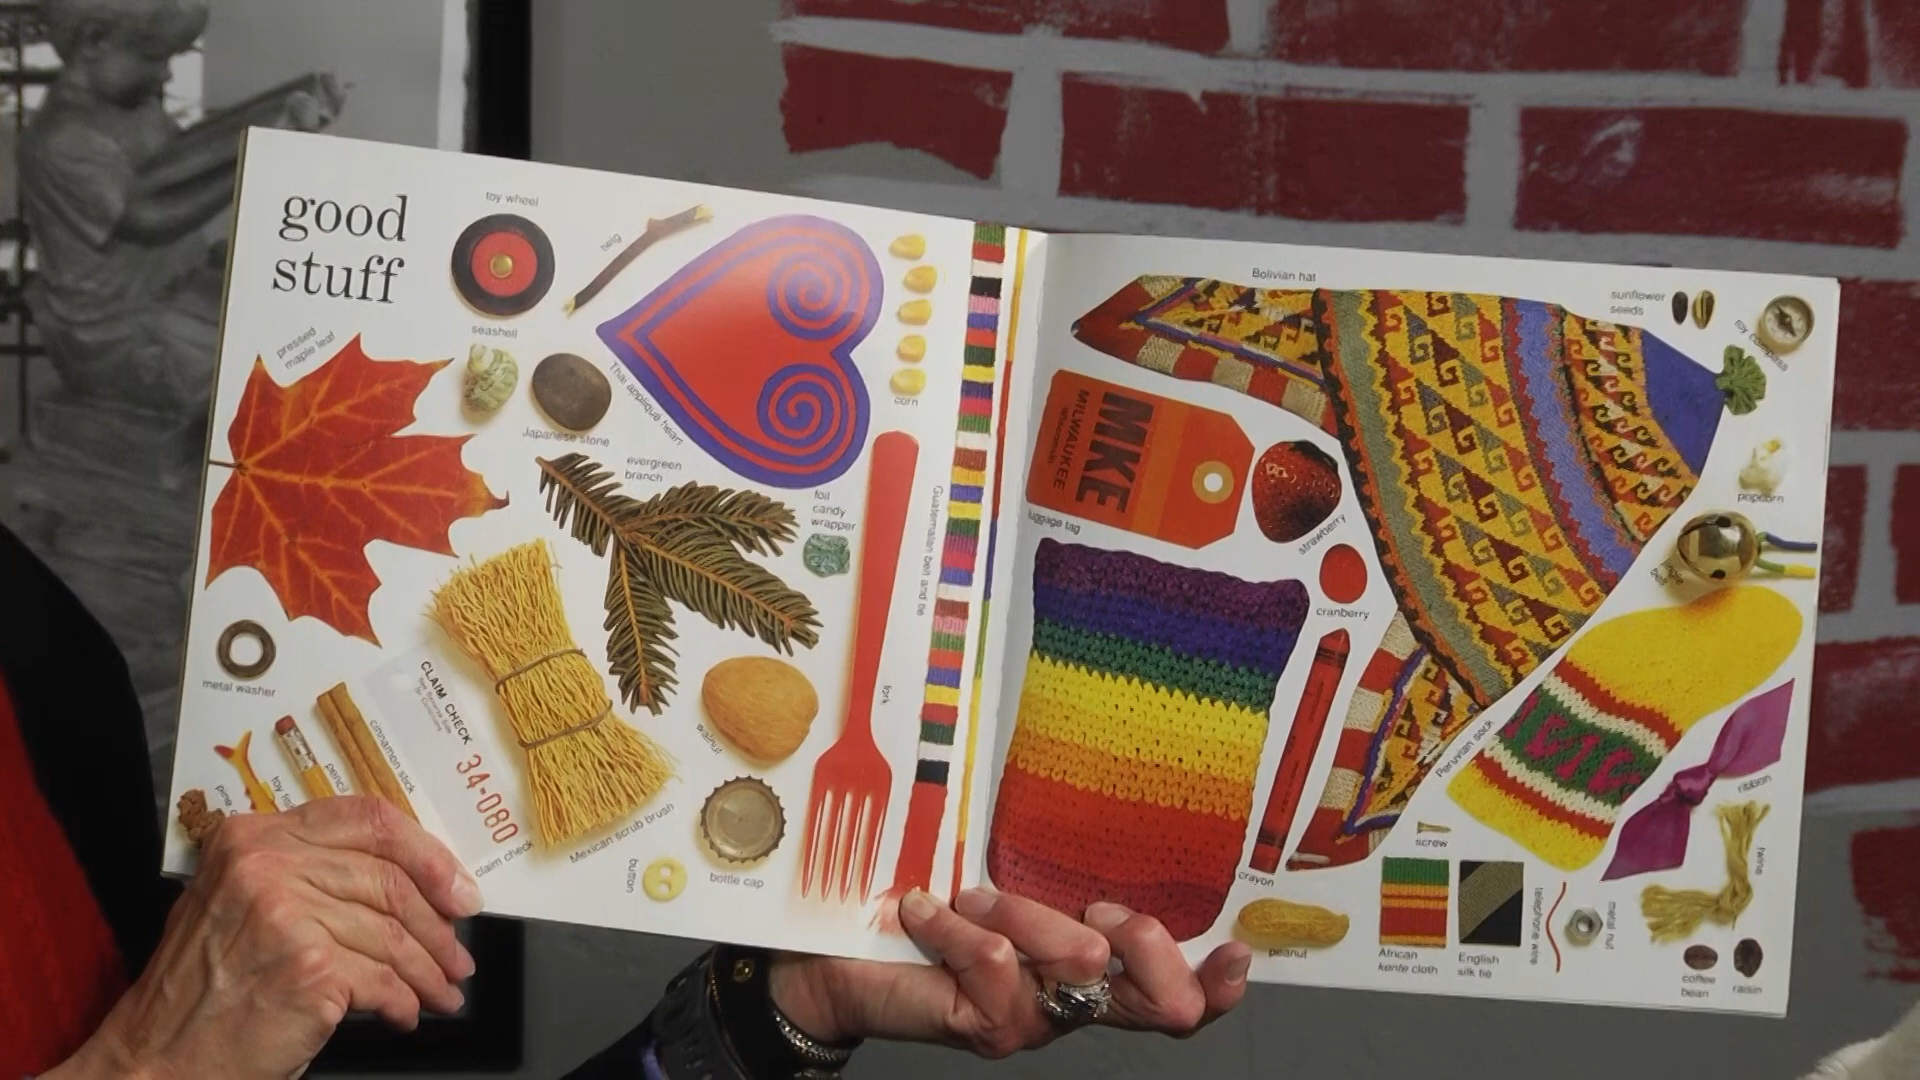 good
stuff
toy wheel
twig
seashell
pressed
maple leaf
Japanese stone
Thai appliqué heart
corn
evergreen
branch
foil
candy
wrapper
Guatemalan belt and tie
fork
metal washer
walnut
CLAIM CHECK
34-080
claim check
cinnamon stick
pencil
Mexican scrub brush
button
bottle cap
Bolivian hat
sunflower
seeds
toy compass
MKE
MILWAUKEE
luggage tag
strawberry
popcorn
cranberry
Peruvian sock
ribbon
crayon
screw
twine
peanut
African
kente cloth
English
silk tie
telephone wire
metal nut
coffee
bean
raisin